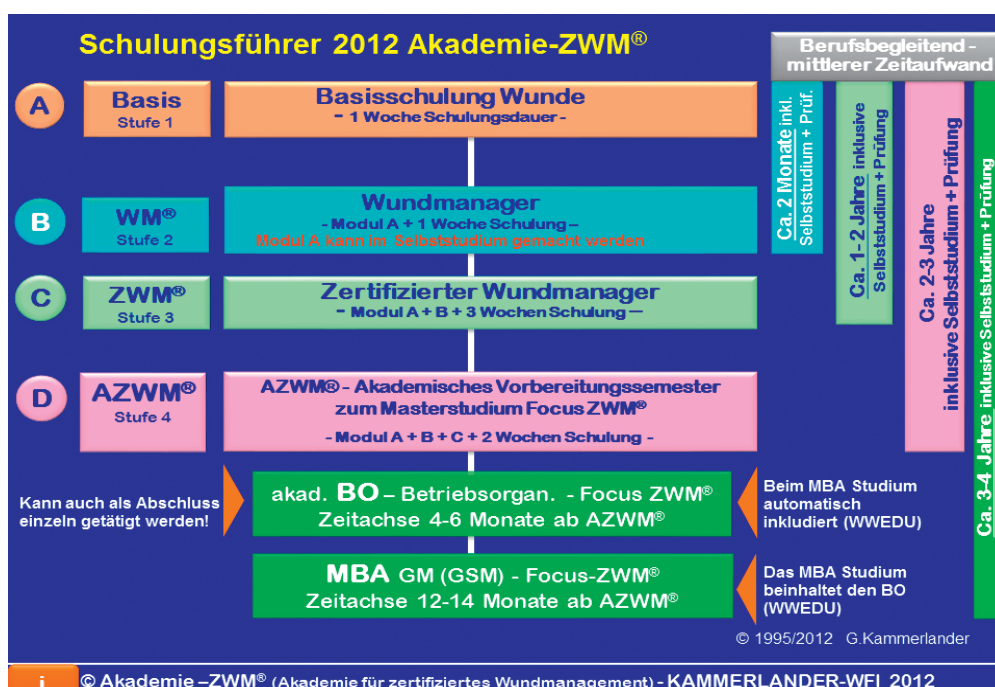 Schulungsführer 2012 Akademie-ZWM®
Berufsbegleitend -
mittlerer Zeitaufwand
A
Basis
Stufe 1
Basisschulung Wunde
- 1 Woche Schulungsdauer -
B
WM®
Stufe 2
Wundmanager
- Modul A + 1 Woche Schulung –
Modul A kann im Selbststudium gemacht werden
C
ZWM®
Stufe 3
Zertifizierter Wundmanager
- Modul A + B + 3 Wochen Schulung —
D
AZWM®
Stufe 4
AZWM® - Akademisches Vorbereitungssemester
zum Masterstudium Focus ZWM®
- Modul A + B + C + 2 Wochen Schulung -
Ca. 2 Monate inkl.
Selbststudium + Prüf.
Ca. 1- 2 Jahre inklusive
Selbststudium + Prüfung
Ca. 2-3 Jahre
inklusive Selbststudium + Prüfung
Ca. 3-4 Jahre inklusive Selbststudium + Prüfung
Kann auch als Abschluss
einzeln getätigt werden!
akad. BO – Betriebsorgan. - Focus ZWM®
Zeitachse 4-6 Monate ab AZWM®
Beim MBA Studium
automatisch
inkludiert (WWEDU)
MBA GM (GSM) - Focus-ZWM®
Zeitachse 12-14 Monate ab AZWM®
Das MBA Studium
beinhaltet den BO
(WWEDU)
© 1995/2012 G.Kammerlander
i © Akademie –ZWM® (Akademie für zertifiziertes Wundmanagement) - KAMMERLANDER-WFI 2012